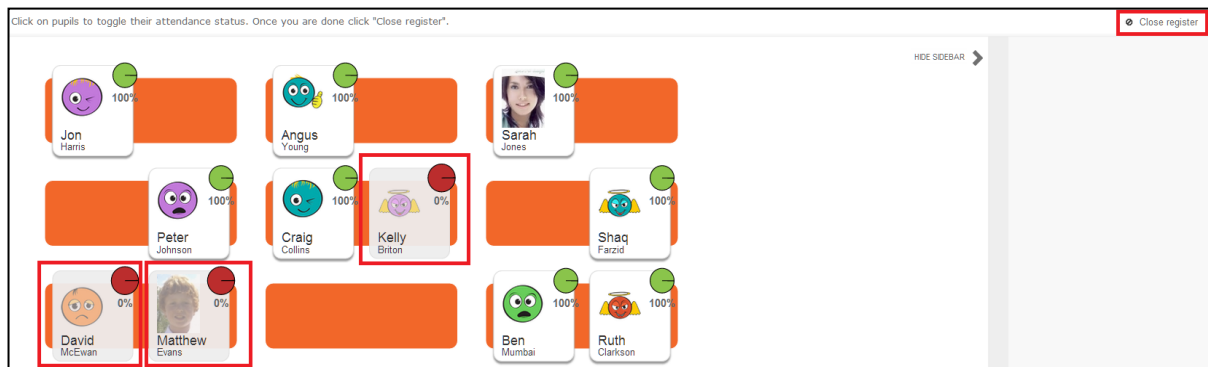 Click on pupils to toggle their attendance status. Once you are done click "Close register".
Close register
HIDE SIDEBAR
100%
Jon
Harris
100%
Angus
Young
100%
Sarah
Jones
100%
Peter
Johnson
100%
Craig
Collins
0%
Kelly
Briton
100%
Shaq
Farzid
0%
David
McEwan
0%
Matthew
Evans
100%
Ben
Mumbai
100%
Ruth
Clarkson